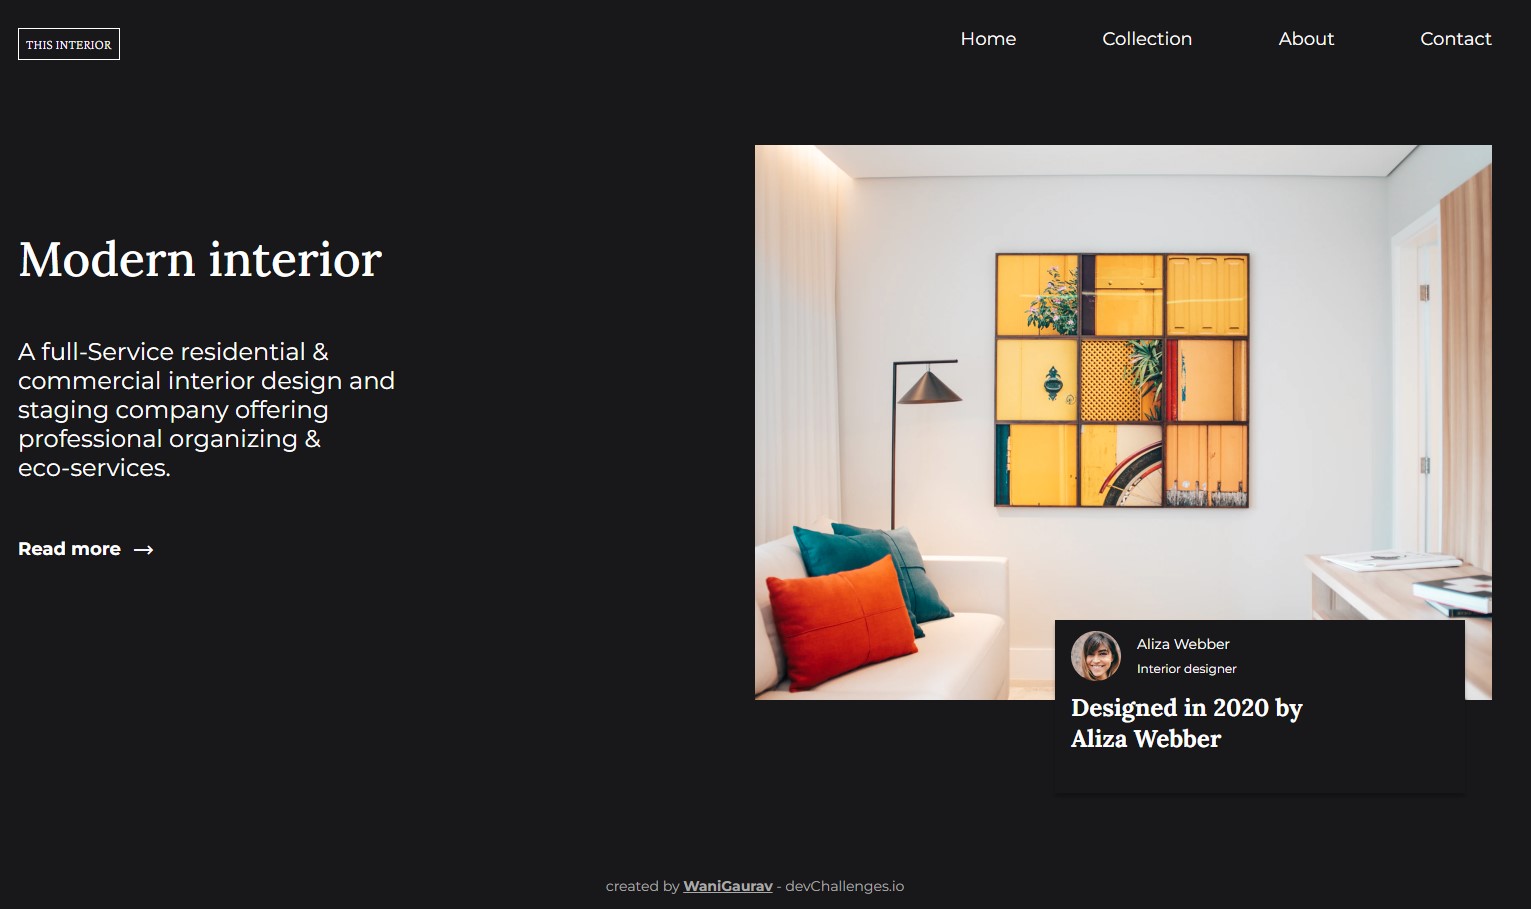 THIS INTERIOR
Home Collection About Contact
Modern interior
A full-Service residential &
commercial interior design and
staging company offering
professional organizing &
eco-services.
Read more →
Aliza Webber
Interior designer
Designed in 2020 by
Aliza Webber
created by WaniGaurav - devChallenges.io